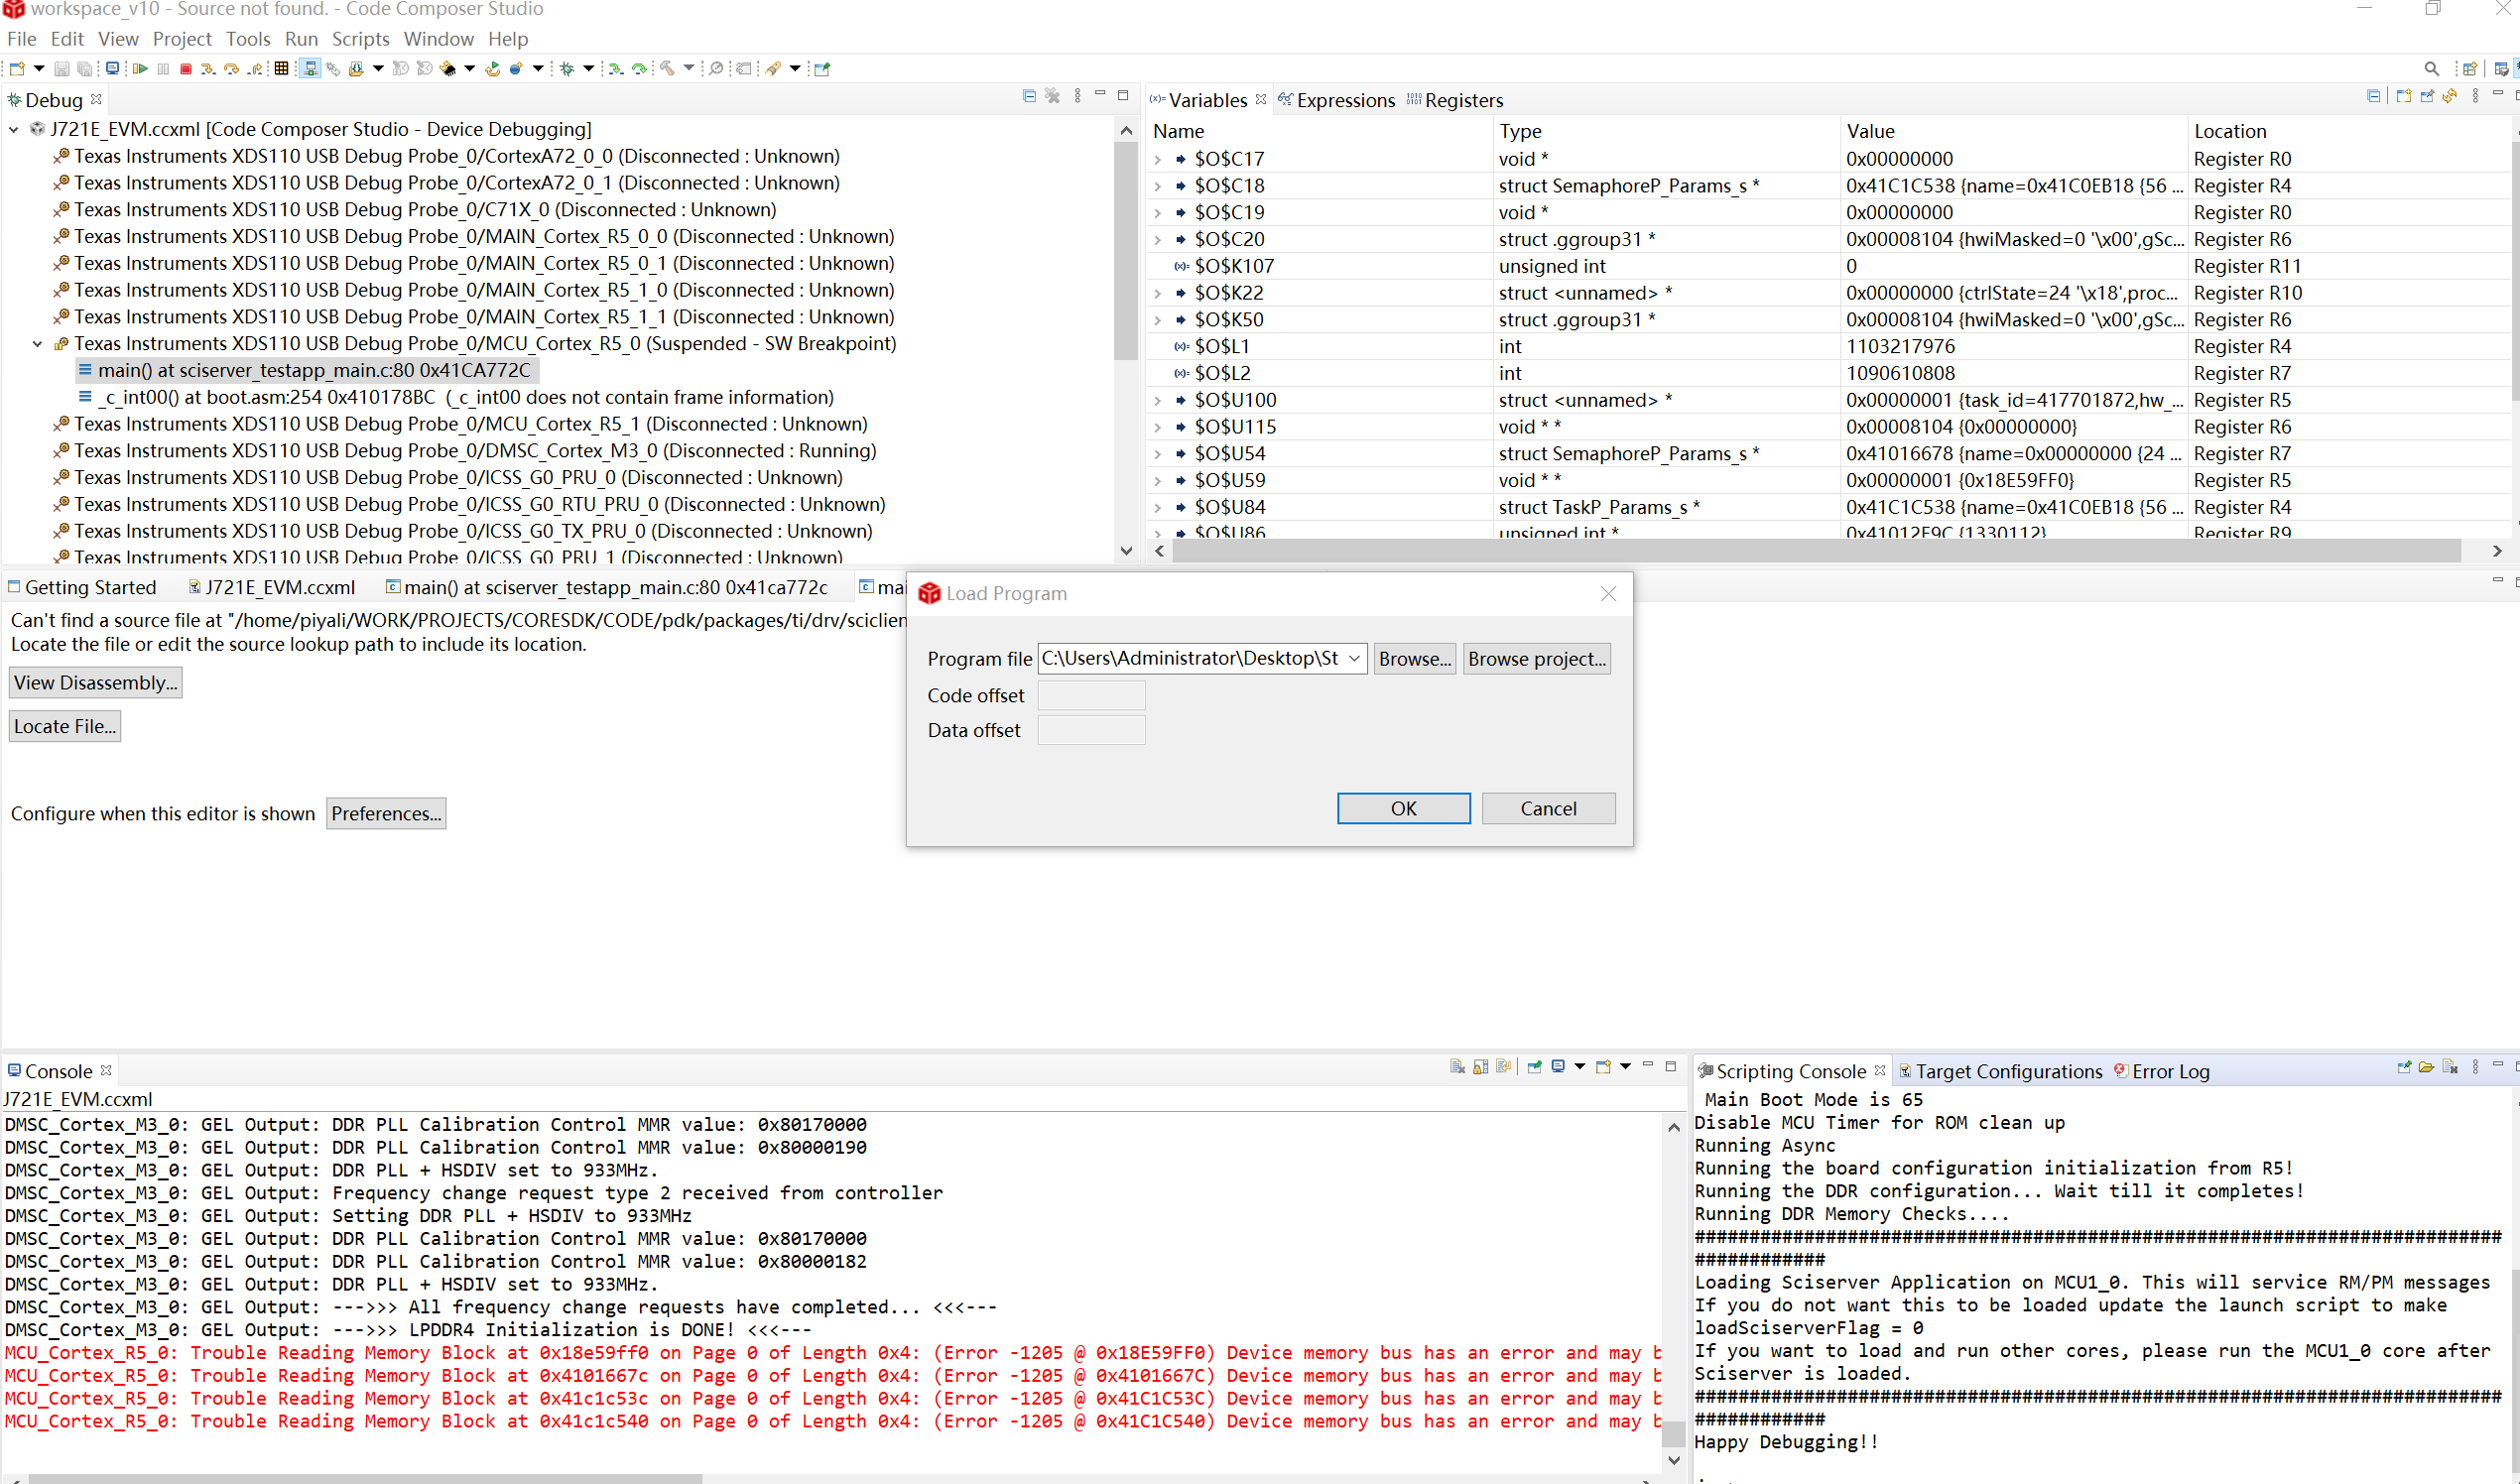 workspace_v10 - Source not found. - Code Composer Studio
File Edit View Project Tools Run Scripts Window Help
Debug
J721E_EVM.ccxml [Code Composer Studio - Device Debugging]
Texas Instruments XDS110 USB Debug Probe_0/CortexA72_0_0 (Disconnected : Unknown)
Texas Instruments XDS110 USB Debug Probe_0/CortexA72_0_1 (Disconnected : Unknown)
Texas Instruments XDS110 USB Debug Probe_0/C71X_0 (Disconnected : Unknown)
Texas Instruments XDS110 USB Debug Probe_0/MAIN_Cortex_R5_0_0 (Disconnected : Unknown)
Texas Instruments XDS110 USB Debug Probe_0/MAIN_Cortex_R5_0_1 (Disconnected : Unknown)
Texas Instruments XDS110 USB Debug Probe_0/MAIN_Cortex_R5_1_0 (Disconnected : Unknown)
Texas Instruments XDS110 USB Debug Probe_0/MAIN_Cortex_R5_1_1 (Disconnected : Unknown)
Texas Instruments XDS110 USB Debug Probe_0/MCU_Cortex_R5_0 (Suspended - SW Breakpoint)
main() at sciserver_testapp_main.c:80 0x41CA772C
_c_int00() at boot.asm:254 0x410178BC (_c_int00 does not contain frame information)
Texas Instruments XDS110 USB Debug Probe_0/MCU_Cortex_R5_1 (Disconnected : Unknown)
Texas Instruments XDS110 USB Debug Probe_0/DMSC_Cortex_M3_0 (Disconnected : Running)
Texas Instruments XDS110 USB Debug Probe_0/ICSS_G0_PRU_0 (Disconnected : Unknown)
Texas Instruments XDS110 USB Debug Probe_0/ICSS_G0_RTU_PRU_0 (Disconnected : Unknown)
Texas Instruments XDS110 USB Debug Probe_0/ICSS_G0_TX_PRU_0 (Disconnected : Unknown)
Texas Instruments XDS110 USB Debug Probe_0/ICSS_G0_PRU_1 (Disconnected : Unknown)
Variables Expressions Registers
Name Type Value Location
$O$C17 void * 0x00000000 Register R0
$O$C18 struct SemaphoreP_Params_s * 0x41C1C538 {name=0x41C0EB18 {56 ... Register R4
$O$C19 void * 0x00000000 Register R0
$O$C20 struct .ggroup31 * 0x00008104 {hwiMasked=0 '\x00',gSc... Register R6
$O$K107 unsigned int 0 Register R11
$O$K22 struct <unnamed> * 0x00000000 {ctrlState=24 '\x18',proc... Register R10
$O$K50 struct .ggroup31 * 0x00008104 {hwiMasked=0 '\x00',gSc... Register R6
$O$L1 int 1103217976 Register R4
$O$L2 int 1090610808 Register R7
$O$U100 struct <unnamed> * 0x00000001 {task_id=417701872,hw_... Register R5
$O$U115 void * * 0x00008104 {0x00000000} Register R6
$O$U54 struct SemaphoreP_Params_s * 0x41016678 {name=0x00000000 {24 ... Register R7
$O$U59 void * * 0x00000001 {0x18E59FF0} Register R5
$O$U84 struct TaskP_Params_s * 0x41C1C538 {name=0x41C0EB18 {56 ... Register R4
$O$U86 unsigned int * 0x41012F9C {1330112} Register R9
Getting Started J721E_EVM.ccxml main() at sciserver_testapp_main.c:80 0x41ca772c mai
Can't find a source file at "/home/piyali/WORK/PROJECTS/CORESDK/CODE/pdk/packages/ti/drv/sciclien
Locate the file or edit the source lookup path to include its location.
View Disassembly...
Locate File...
Configure when this editor is shown Preferences...
Load Program
Program file C:\Users\Administrator\Desktop\St Browse... Browse project...
Code offset
Data offset
OK Cancel
Console
J721E_EVM.ccxml
DMSC_Cortex_M3_0: GEL Output: DDR PLL Calibration Control MMR value: 0x80170000
DMSC_Cortex_M3_0: GEL Output: DDR PLL Calibration Control MMR value: 0x80000190
DMSC_Cortex_M3_0: GEL Output: DDR PLL + HSDIV set to 933MHz.
DMSC_Cortex_M3_0: GEL Output: Frequency change request type 2 received from controller
DMSC_Cortex_M3_0: GEL Output: Setting DDR PLL + HSDIV to 933MHz
DMSC_Cortex_M3_0: GEL Output: DDR PLL Calibration Control MMR value: 0x80170000
DMSC_Cortex_M3_0: GEL Output: DDR PLL Calibration Control MMR value: 0x80000182
DMSC_Cortex_M3_0: GEL Output: DDR PLL + HSDIV set to 933MHz.
DMSC_Cortex_M3_0: GEL Output: --->>> All frequency change requests have completed... <<<---
DMSC_Cortex_M3_0: GEL Output: --->>> LPDDR4 Initialization is DONE! <<<---
MCU_Cortex_R5_0: Trouble Reading Memory Block at 0x18e59ff0 on Page 0 of Length 0x4: (Error -1205 @ 0x18E59FF0) Device memory bus has an error and may b
MCU_Cortex_R5_0: Trouble Reading Memory Block at 0x4101667c on Page 0 of Length 0x4: (Error -1205 @ 0x4101667C) Device memory bus has an error and may b
MCU_Cortex_R5_0: Trouble Reading Memory Block at 0x41c1c53c on Page 0 of Length 0x4: (Error -1205 @ 0x41C1C53C) Device memory bus has an error and may b
MCU_Cortex_R5_0: Trouble Reading Memory Block at 0x41c1c540 on Page 0 of Length 0x4: (Error -1205 @ 0x41C1C540) Device memory bus has an error and may b
Scripting Console Target Configurations Error Log
Main Boot Mode is 65
Disable MCU Timer for ROM clean up
Running Async
Running the board configuration initialization from R5!
Running the DDR configuration... Wait till it completes!
Running DDR Memory Checks....
##########################################################################
############
Loading Sciserver Application on MCU1_0. This will service RM/PM messages
If you do not want this to be loaded update the launch script to make
loadSciserverFlag = 0
If you want to load and run other cores, please run the MCU1_0 core after
Sciserver is loaded.
##########################################################################
############
Happy Debugging!!